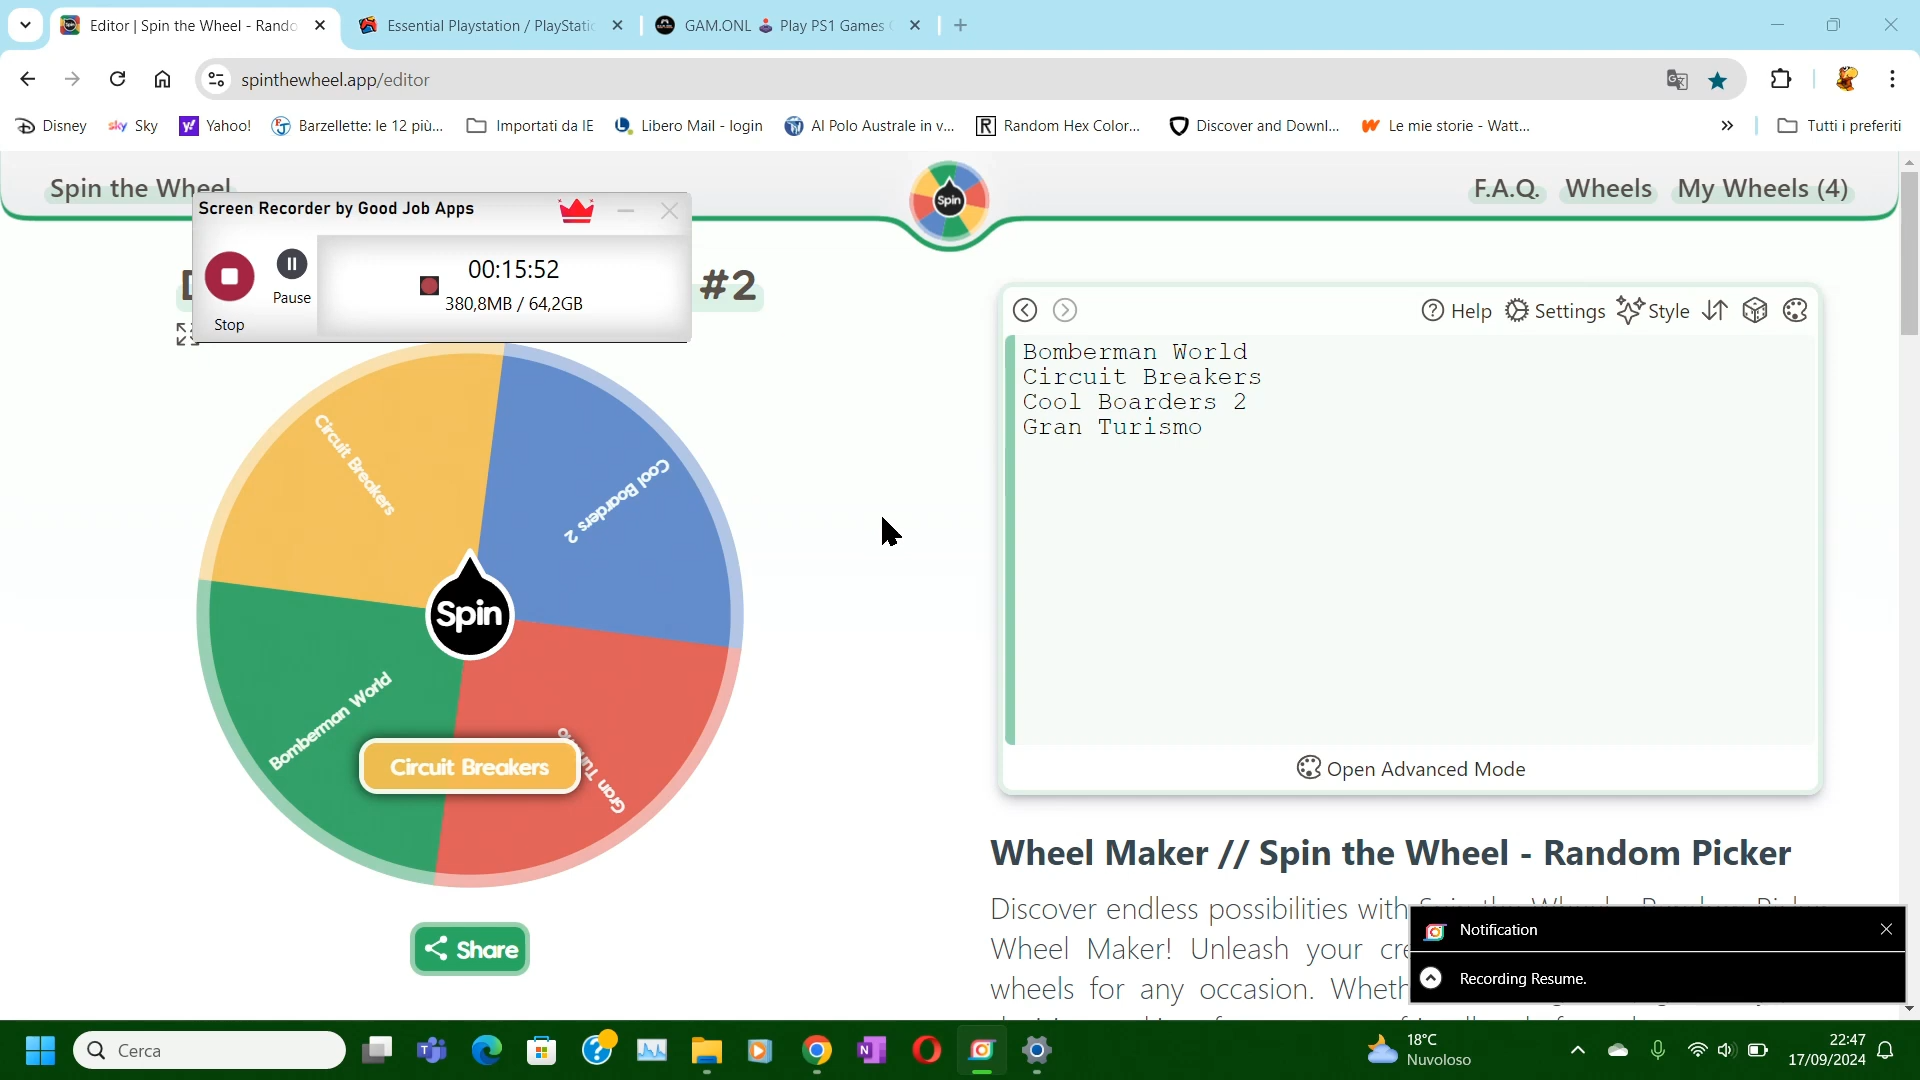 Editor | Spin the Wheel - Rando
Essential Playstation / PlayStati
GAM.ONL Play PS1 Games
spinthewheel.app/editor
Disney
sky Sky
Yahoo!
Barzellette: le 12 più...
Importati da IE
Libero Mail - login
Al Polo Australe in v...
Random Hex Color...
Discover and Downl...
Le mie storie - Watt...
»
Tutti i preferiti
Spin the Wheel
Spin
F.A.Q.
Wheels
My Wheels (4)
Screen Recorder by Good Job Apps
Stop
Pause
00:15:52
380,8MB / 64,2GB
#2
Circuit Breakers
Cool Boarders 2
Bomberman World
Gran Turismo
Spin
Circuit Breakers
Share
Help
Settings
Style
Bomberman World
Circuit Breakers
Cool Boarders 2
Gran Turismo
Open Advanced Mode
Wheel Maker // Spin the Wheel - Random Picker
Discover endless possibilities with
Wheel Maker! Unleash your
wheels for any occasion.
Notification
Recording Resume.
Cerca
18°C
Nuvoloso
22:47
17/09/2024